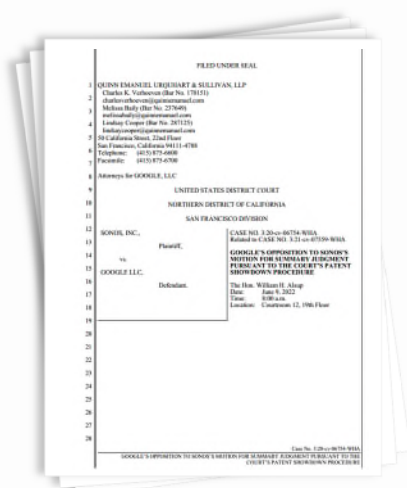 FILED UNDER SEAL
1 QUINN EMANUEL URQUHART & SULLIVAN, LLP
Charles K. Verhoeven (Bar No. 170151)
2 charlesverhoeven@quinnemanuel.com
Melissa Baily (Bar No. 237649)
3 melissabaily@quinnemanuel.com
Lindsay Cooper (Bar No. 287125)
4 lindsaycooper@quinnemanuel.com
5 50 California Street, 22nd Floor
San Francisco, California 94111-4788
6 Telephone: (415) 875-6600
Facsimile: (415) 875-6700
7
8 Attorneys for GOOGLE, LLC
9 UNITED STATES DISTRICT COURT
10 NORTHERN DISTRICT OF CALIFORNIA
11 SAN FRANCISCO DIVISION
12 SONOS, INC.,
13 Plaintiff,
14 vs.
15 GOOGLE LLC,
16 Defendant.
17
18
19
CASE NO. 3:20-cv-06754-WHA
Related to CASE NO. 3:21-cv-07559-WHA
GOOGLE'S OPPOSITION TO SONOS'S
MOTION FOR SUMMARY JUDGMENT
PURSUANT TO THE COURT'S PATENT
SHOWDOWN PROCEDURE
The Hon. William H. Alsup
Date: June 9, 2022
Time: 8:00 a.m.
Location: Courtroom 12, 19th Floor
20
21
22
23
24
25
26
27
28
Case No. 3:20-cv-06754-WHA
GOOGLE'S OPPOSITION TO SONOS'S MOTION FOR SUMMARY JUDGMENT PURSUANT TO THE
COURT'S PATENT SHOWDOWN PROCEDURE